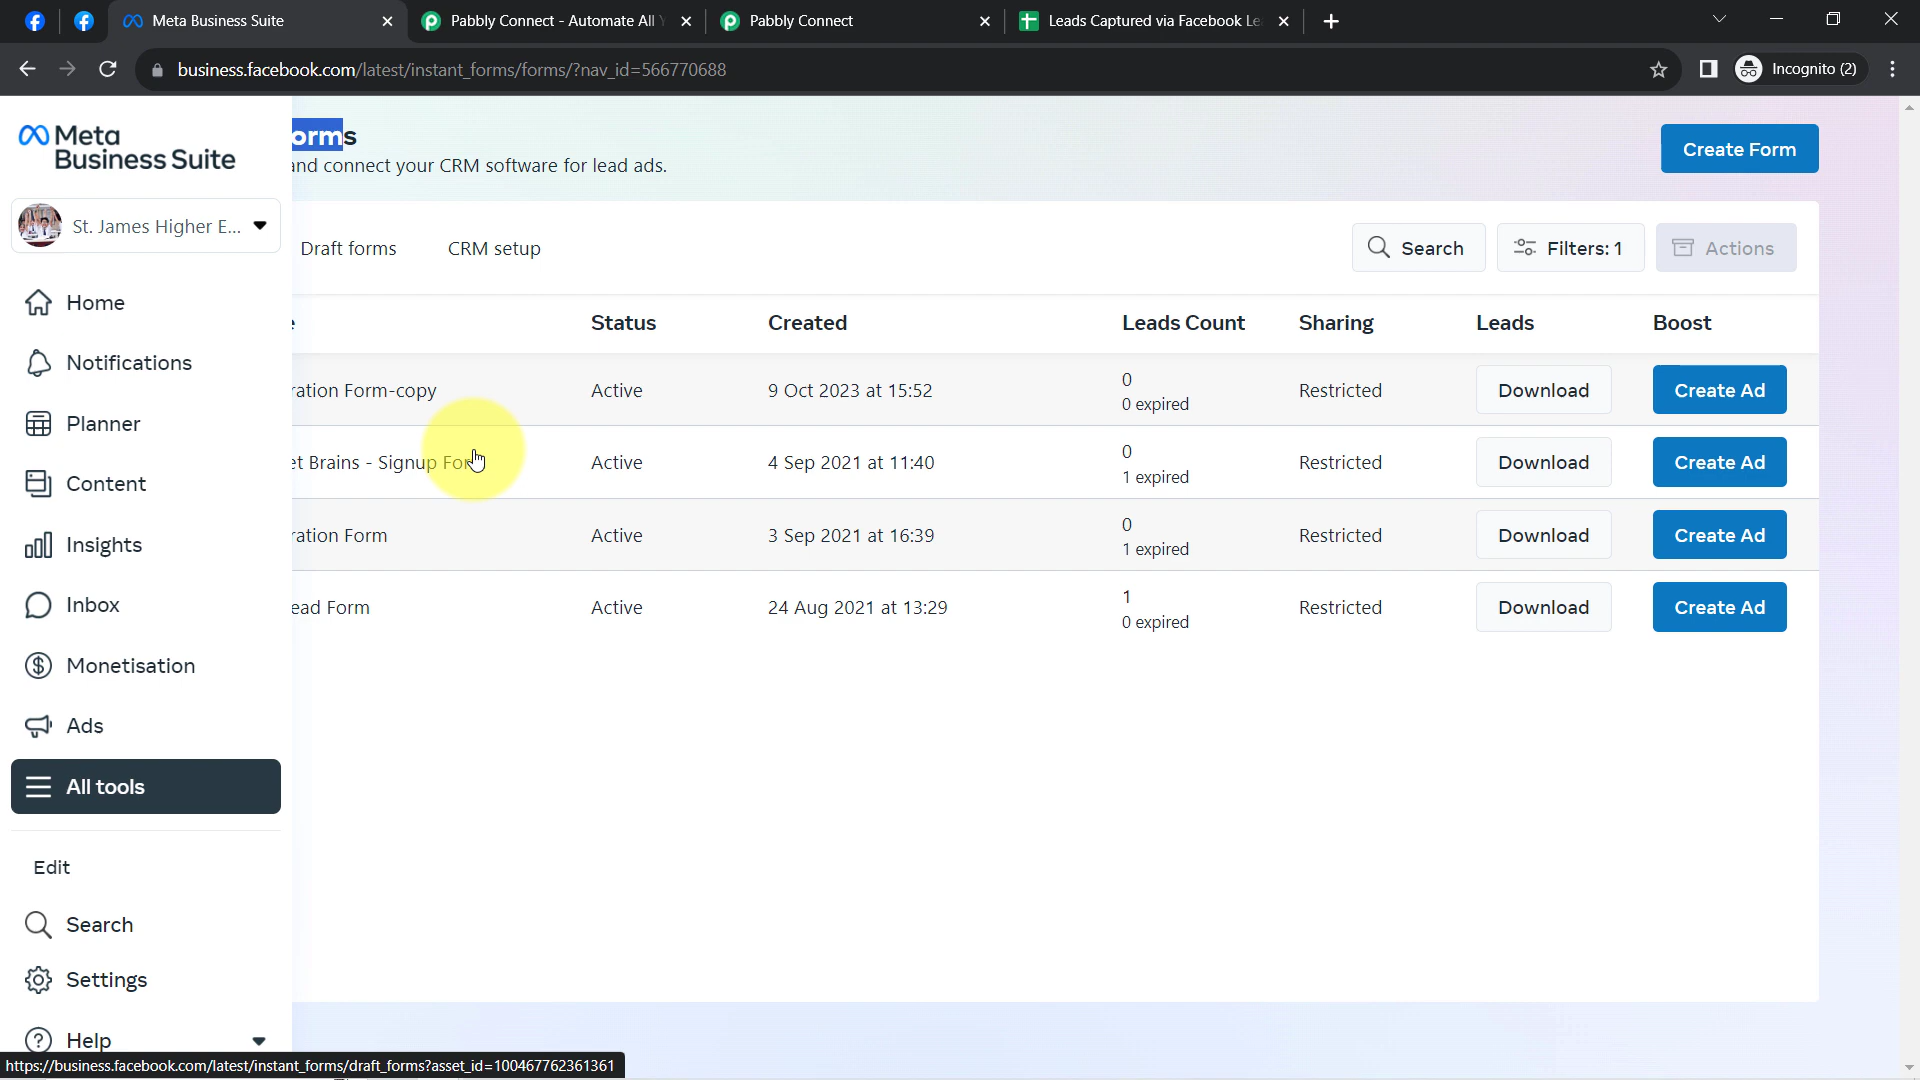 Meta Business Suite
Pabbly Connect - Automate All
Pabbly Connect
Leads Captured via Facebook Le
business.facebook.com/latest/instant_forms/forms/?nav_id=566770688
Incognito (2)
Meta
Business Suite
orms
and connect your CRM software for lead ads.
Create Form
St. James Higher E...
Draft forms
CRM setup
Search
Filters: 1
Actions
Home
Notifications
Planner
Content
Insights
Inbox
Monetisation
Ads
All tools
Edit
Search
Settings
Help
Status Created Leads Count Sharing Leads Boost
ration Form-copy Active 9 Oct 2023 at 15:52 0 Restricted Download Create Ad
0 expired
et Brains - Signup Fo Active 4 Sep 2021 at 11:40 0 Restricted Download Create Ad
1 expired
ration Form Active 3 Sep 2021 at 16:39 0 Restricted Download Create Ad
1 expired
ead Form Active 24 Aug 2021 at 13:29 1 Restricted Download Create Ad
0 expired
https://business.facebook.com/latest/instant_forms/draft_forms?asset_id=100467762361361